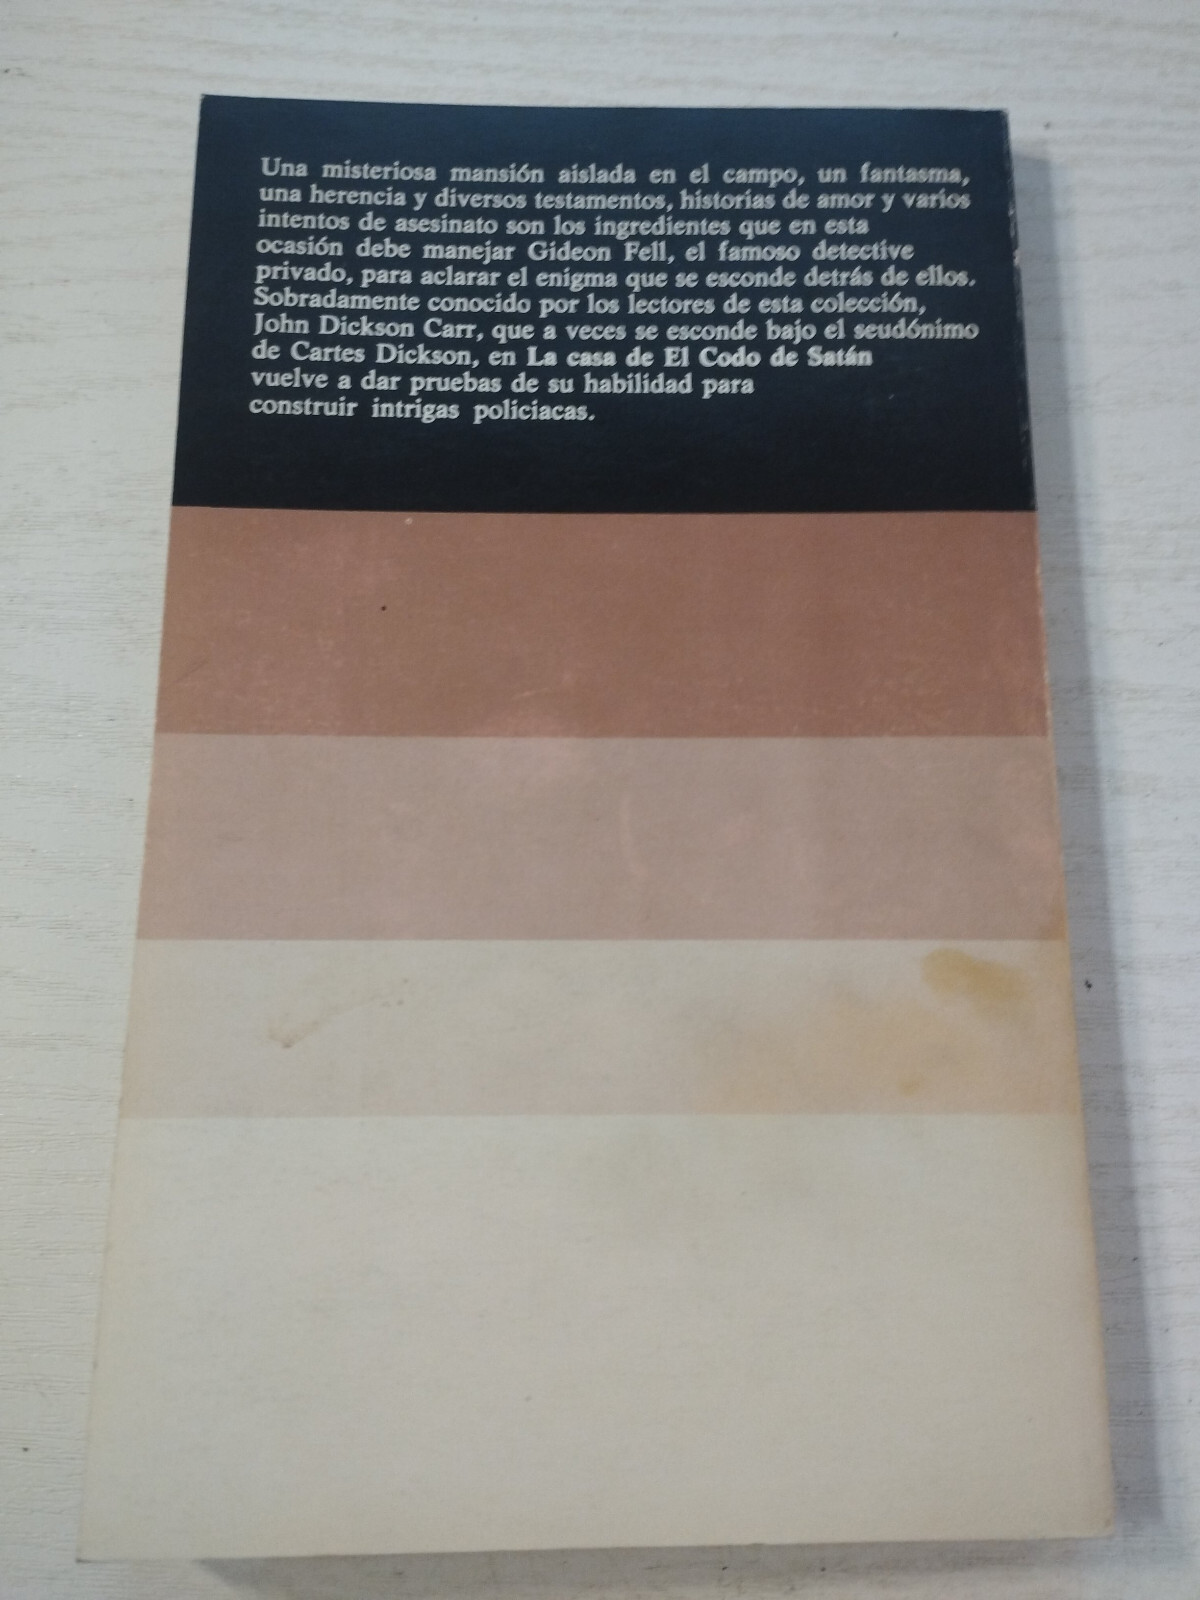 Una misteriosa mansión aislada en el campo, un fantasma,
una herencia y diversos testamentos, historias de amor y varios
intentos de asesinato son los ingredientes que en esta
ocasión debe manejar Gideon Fell, el famoso detective
privado, para aclarar el enigma que se esconde detrás de ellos.
Sobradamente conocido por los lectores de esta colección,
John Dickson Carr, que a veces se esconde bajo el seudónimo
de Cartes Dickson, en La casa de El Codo de Satán
vuelve a dar pruebas de su habilidad para
construir intrigas policiacas.